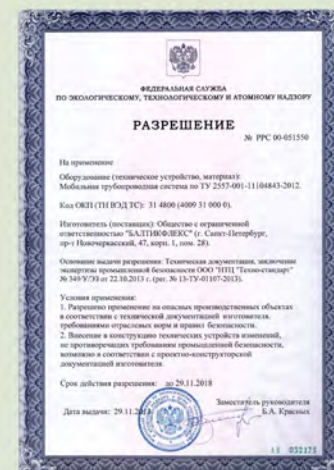 ФЕДЕРАЛЬНАЯ СЛУЖБА
ПО ЭКОЛОГИЧЕСКОМУ, ТЕХНОЛОГИЧЕСКОМУ И АТОМНОМУ НАДЗОРУ
РАЗРЕШЕНИЕ
№ РРС 00-051550
На применение
Оборудование (техническое устройство, материал):
Мобильная трубопроводная система по ТУ 2557-001-11104843-2012.
Код ОКП (ТН ВЭД ТС): 31 4800 (4009 31 000 0).
Изготовитель (поставщик): Общество с ограниченной
ответственностью "БАЛТИКФЛЕКС" (г. Санкт-Петербург,
пр-т Новочеркасский, 47, корп. 1, пом. 28).
Основание выдачи разрешения: Техническая документация, заключение
экспертизы промышленной безопасности ООО "НТЦ "Техно-стандарт"
№ 349/У/ЭЗ от 22.10.2013 г. (рег. № 13-ТУ-01107-2013).
Условия применения:
1. Разрешено применение на опасных производственных объектах
в соответствии с технической документацией изготовителя,
требованиями отраслевых норм и правил безопасности.
2. Внесение в конструкцию технических устройств изменений,
не противоречащих требованиям промышленной безопасности,
возможно в соответствии с проектно-конструкторской
документацией изготовителя.
Срок действия разрешения: до 29.11.2018
Заместитель руководителя
Дата выдачи: 29.11.2013
Б.А. Красных
АВ 032175